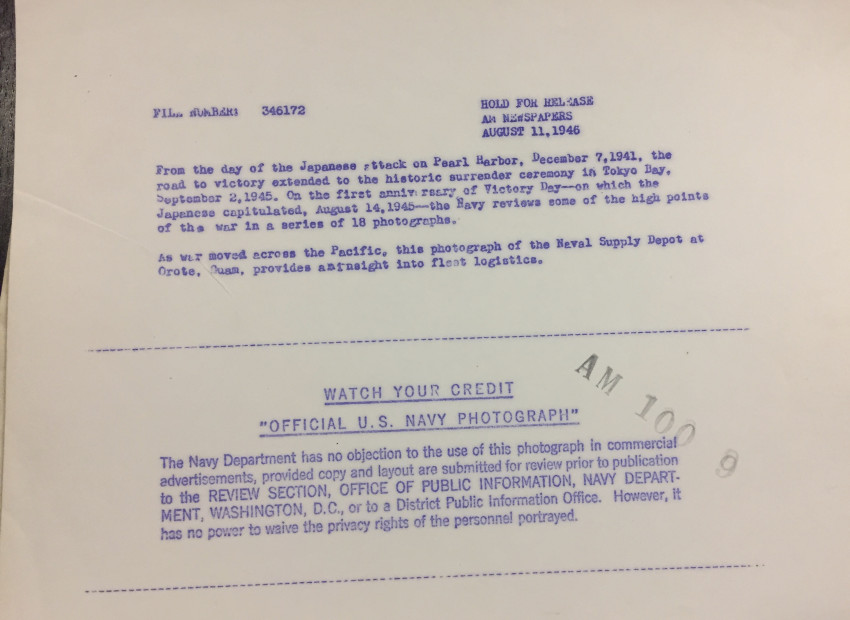 FILE NUMBER: 346172
HOLD FOR RELEASE
AM NEWSPAPERS
AUGUST 11,1946
From the day of the Japanese attack on Pearl Harbor, December 7,1941, the
road to victory extended to the historic surrender ceremony in Tokyo Bay,
September 2,1945. On the first anniversary of Victory Day--on which the
Japanese capitulated, August 14,1945--the Navy reviews some of the high points
of the war in a series of 18 photographs.
As war moved across the Pacific, this photograph of the Naval Supply Depot at
Orote, Guam, provides an insight into fleet logistics.
WATCH YOUR CREDIT
"OFFICIAL U.S. NAVY PHOTOGRAPH"
AM 100 9
The Navy Department has no objection to the use of this photograph in commercial
advertisements, provided copy and layout are submitted for review prior to publication
to the REVIEW SECTION, OFFICE OF PUBLIC INFORMATION, NAVY DEPART-
MENT, WASHINGTON, D.C., or to a District Public Information Office. However, it
has no power to waive the privacy rights of the personnel portrayed.